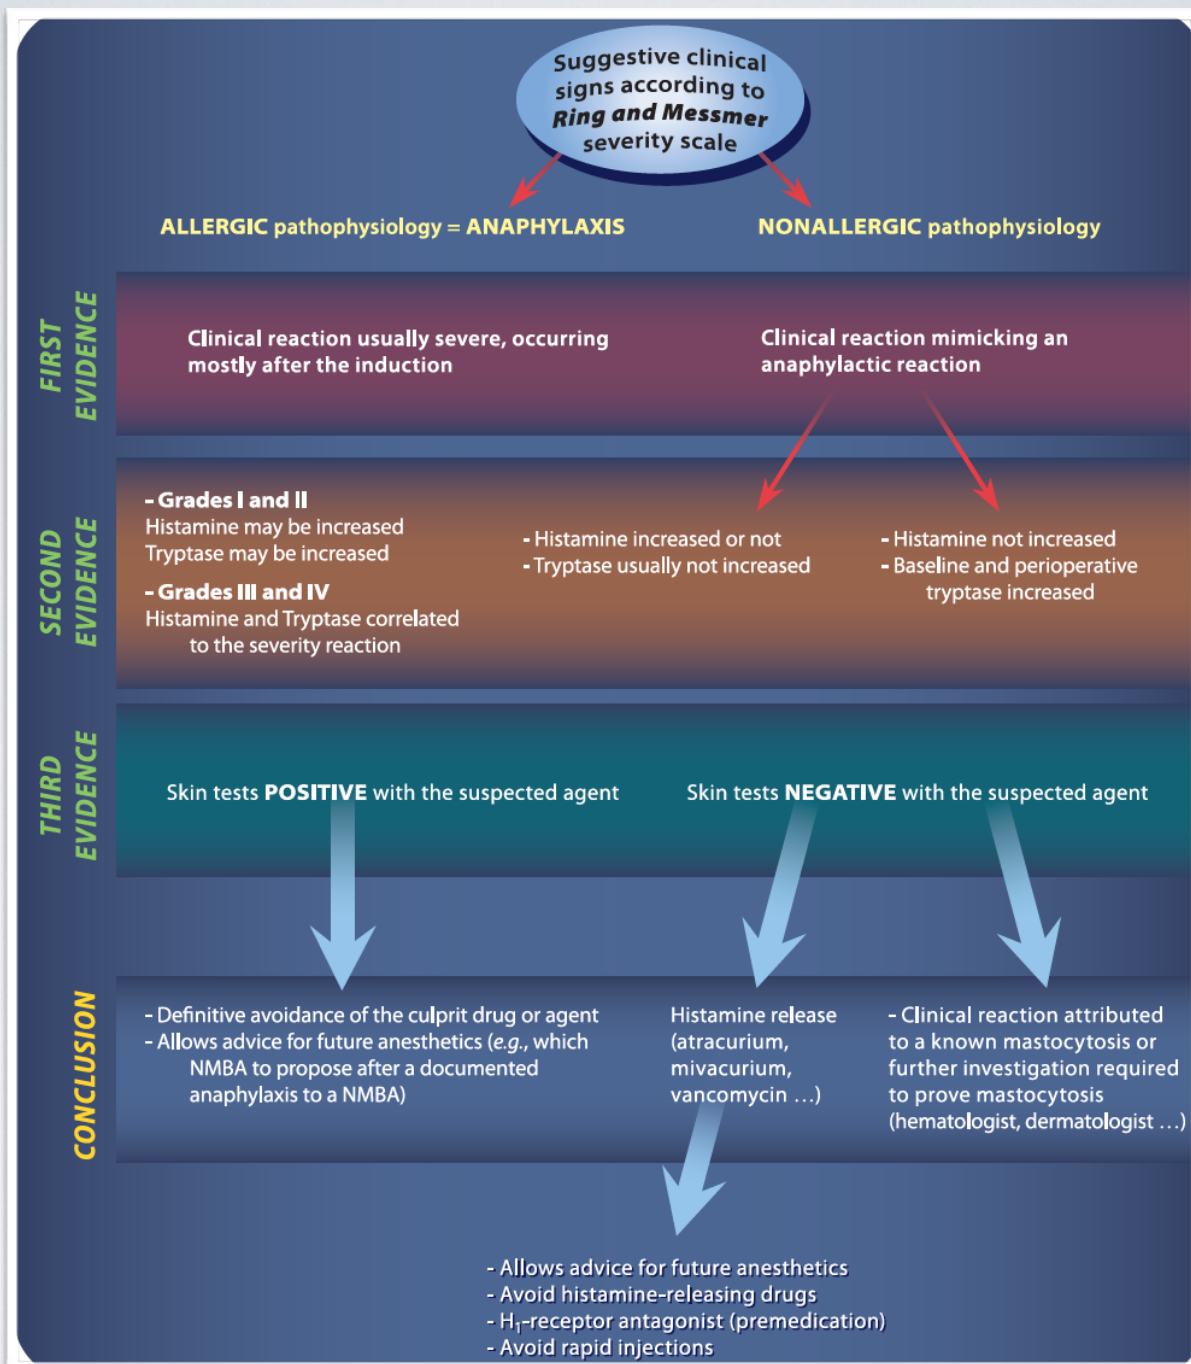 Suggestive clinical
signs according to
Ring and Messmer
severity scale
ALLERGIC pathophysiology = ANAPHYLAXIS
NONALLERGIC pathophysiology
FIRST
EVIDENCE
Clinical reaction usually severe, occurring
mostly after the induction
Clinical reaction mimicking an
anaphylactic reaction
SECOND
EVIDENCE
- Grades I and II
Histamine may be increased
Tryptase may be increased
- Grades III and IV
Histamine and Tryptase correlated
to the severity reaction
- Histamine increased or not
- Tryptase usually not increased
- Histamine not increased
- Baseline and perioperative
tryptase increased
THIRD
EVIDENCE
Skin tests POSITIVE with the suspected agent
Skin tests NEGATIVE with the suspected agent
CONCLUSION
- Definitive avoidance of the culprit drug or agent
- Allows advice for future anesthetics (e.g., which
NMBA to propose after a documented
anaphylaxis to a NMBA)
Histamine release
(atracurium,
mivacurium,
vancomycin ...)
- Clinical reaction attributed
to a known mastocytosis or
further investigation required
to prove mastocytosis
(hematologist, dermatologist ...)
- Allows advice for future anesthetics
- Avoid histamine-releasing drugs
- H₁-receptor antagonist (premedication)
- Avoid rapid injections